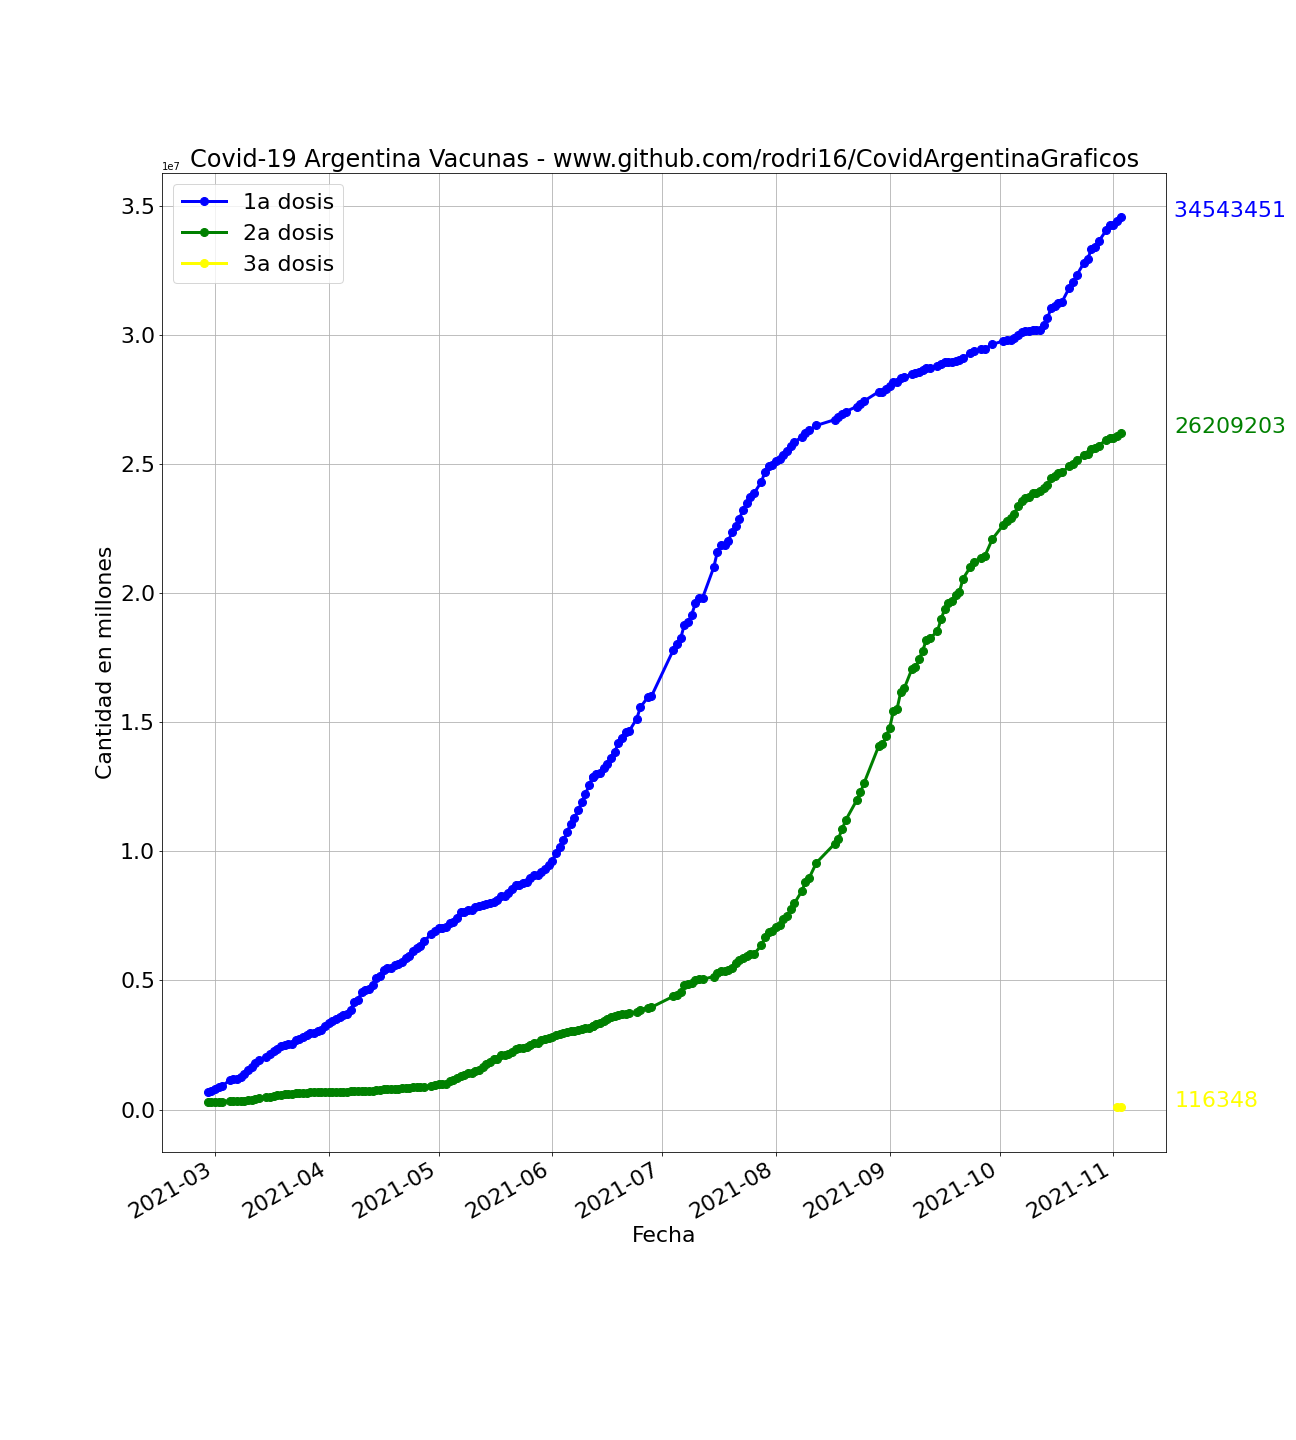 Covid-19 Argentina Vacunas - www.github.com/rodri16/CovidArgentinaGraficos
1e7
1a dosis
2a dosis
3a dosis
3.5
3.0
2.5
2.0
1.5
1.0
0.5
0.0
Cantidad en millones
34543451
26209203
116348
2021-03
2021-04
2021-05
2021-06
2021-07
2021-08
2021-09
2021-10
2021-11
Fecha